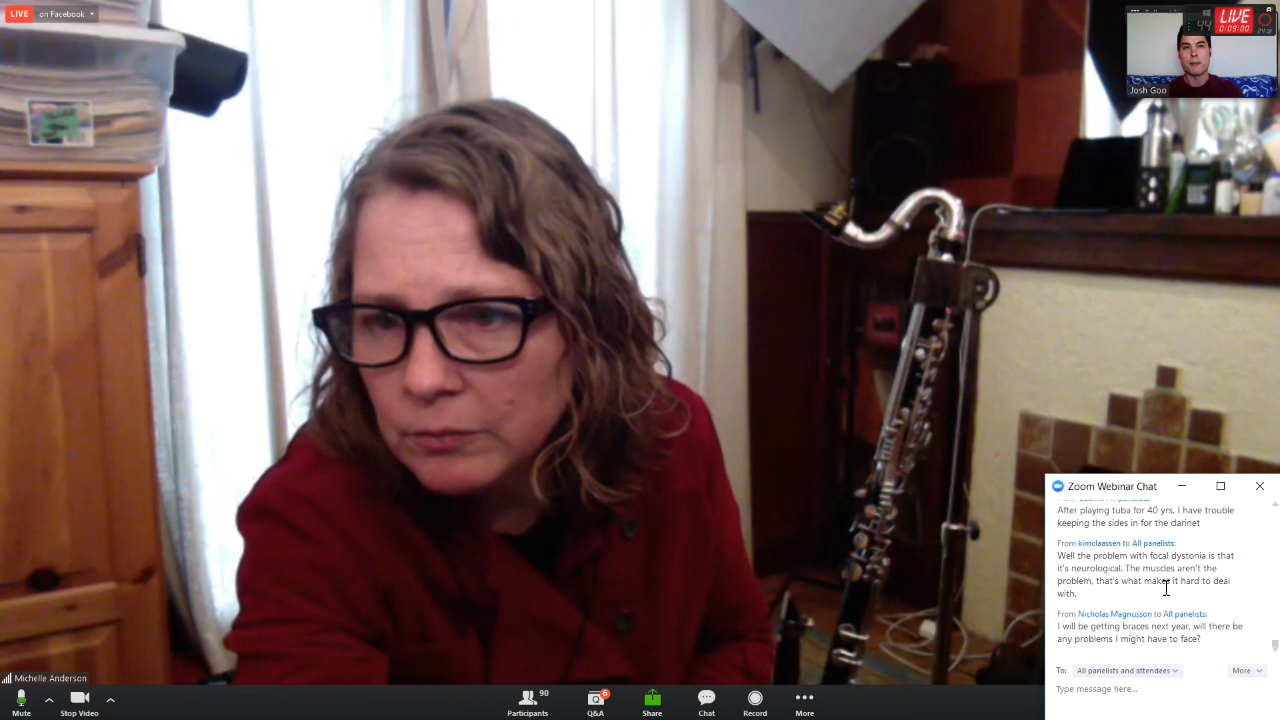 LIVE on Facebook
44 LIVE
0:09:00
Josh Goo
Zoom Webinar Chat
After playing tuba for 40 yrs, I have trouble
keeping the sides in for the clarinet
From kimclaassen to All panelists:
Well the problem with focal dystonia is that
it's neurological. The muscles aren't the
problem, that's what makes it hard to deal
with.
From Nicholas Magnusson to All panelists:
I will be getting braces next year, will there be
any problems I might have to face?
To: All panelists and attendees More
Type message here...
Michelle Anderson
90
6
Mute
Stop Video
Participants
Q&A
Share
Chat
Record
More